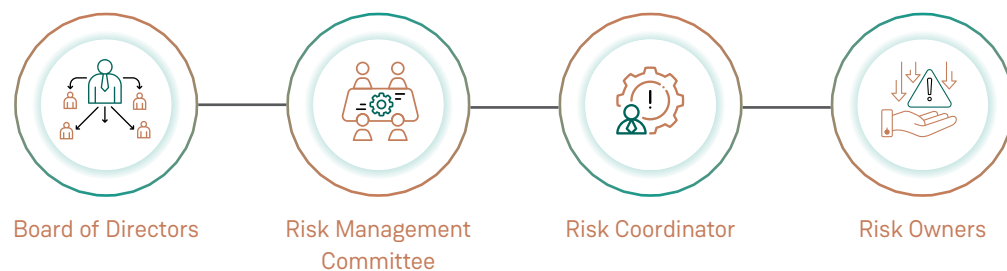 Board of Directors
Risk Management
Committee
Risk Coordinator
Risk Owners